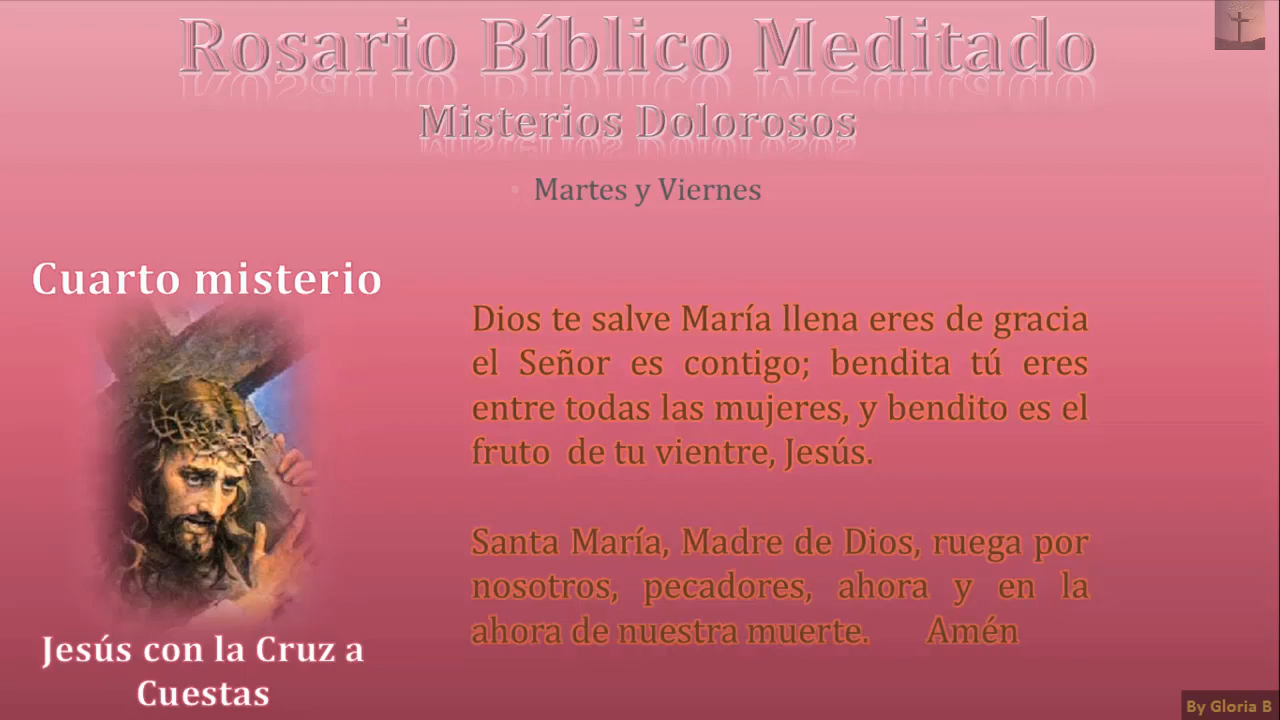 Rosario Bíblico Meditado
Misterios Dolorosos
• Martes y Viernes
Cuarto misterio
Dios te salve María llena eres de gracia
el Señor es contigo; bendita tú eres
entre todas las mujeres, y bendito es el
fruto de tu vientre, Jesús.
Santa María, Madre de Dios, ruega por
nosotros, pecadores, ahora y en la
ahora de nuestra muerte. Amén
Jesús con la Cruz a
Cuestas
By Gloria B